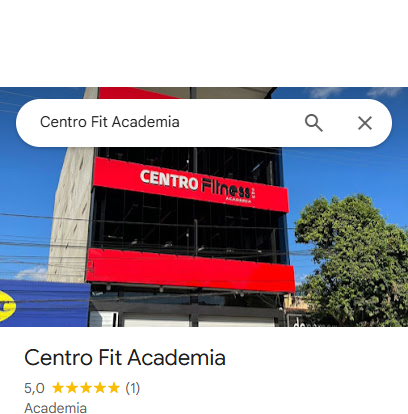 Centro Fit Academia
CENTRO Fitness
ACADEMIA
Centro Fit Academia
5,0 (1)
Academia